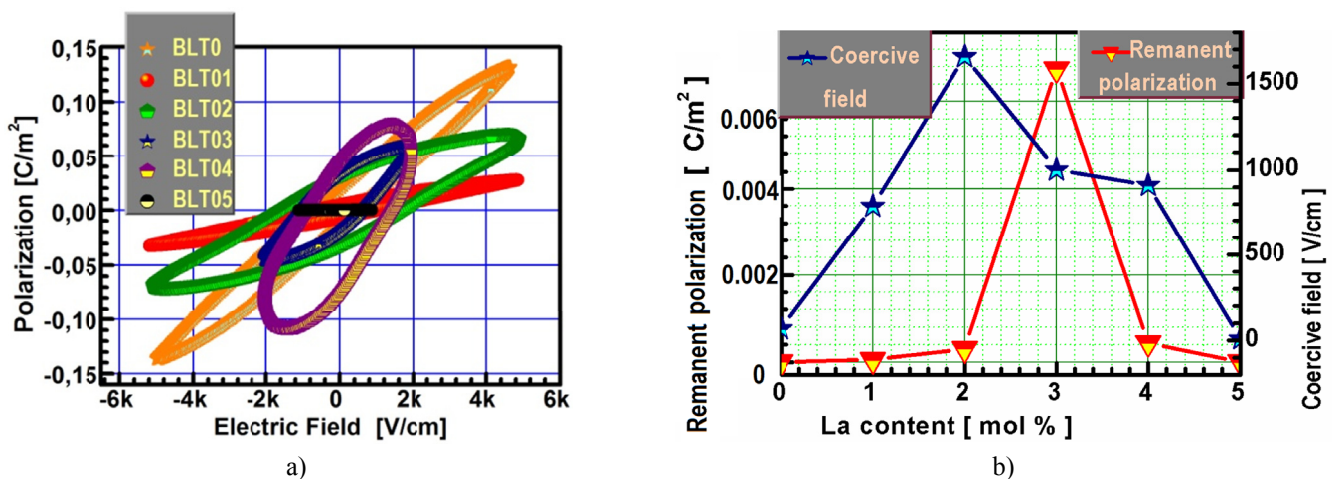 0,15
0,10
0,05
0,00
-0,05
-0,10
-0,15
Polarization [C/m²]
BLT0
BLT01
BLT02
BLT03
BLT04
BLT05
-6k -4k -2k 0 2k 4k 6k
Electric Field [V/cm]
a)
Remanent polarization [ C/m² ]
0.006
0.004
0.002
0
Coercive
field
Remanent
polarization
1500
1000
500
0
Coercive field [ V/cm]
0 1 2 3 4 5
La content [ mol % ]
b)